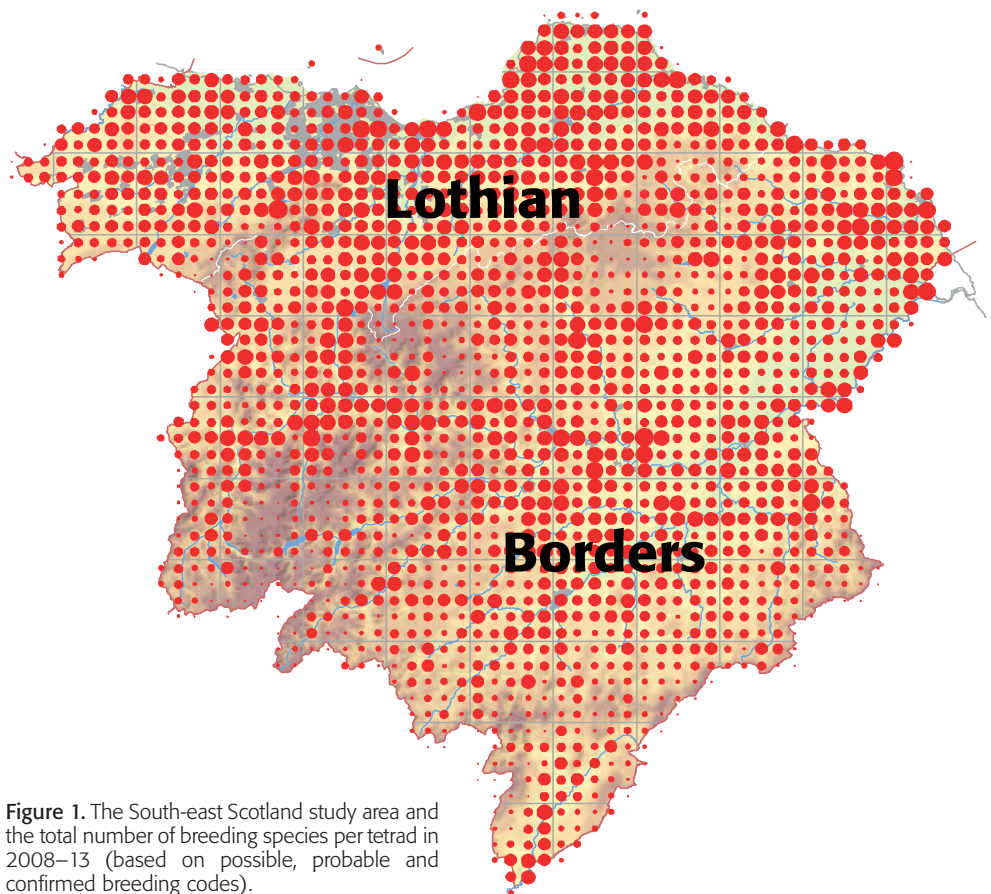 Lothian
Borders
Figure 1. The South-east Scotland study area and
the total number of breeding species per tetrad in
2008–13 (based on possible, probable and
confirmed breeding codes).